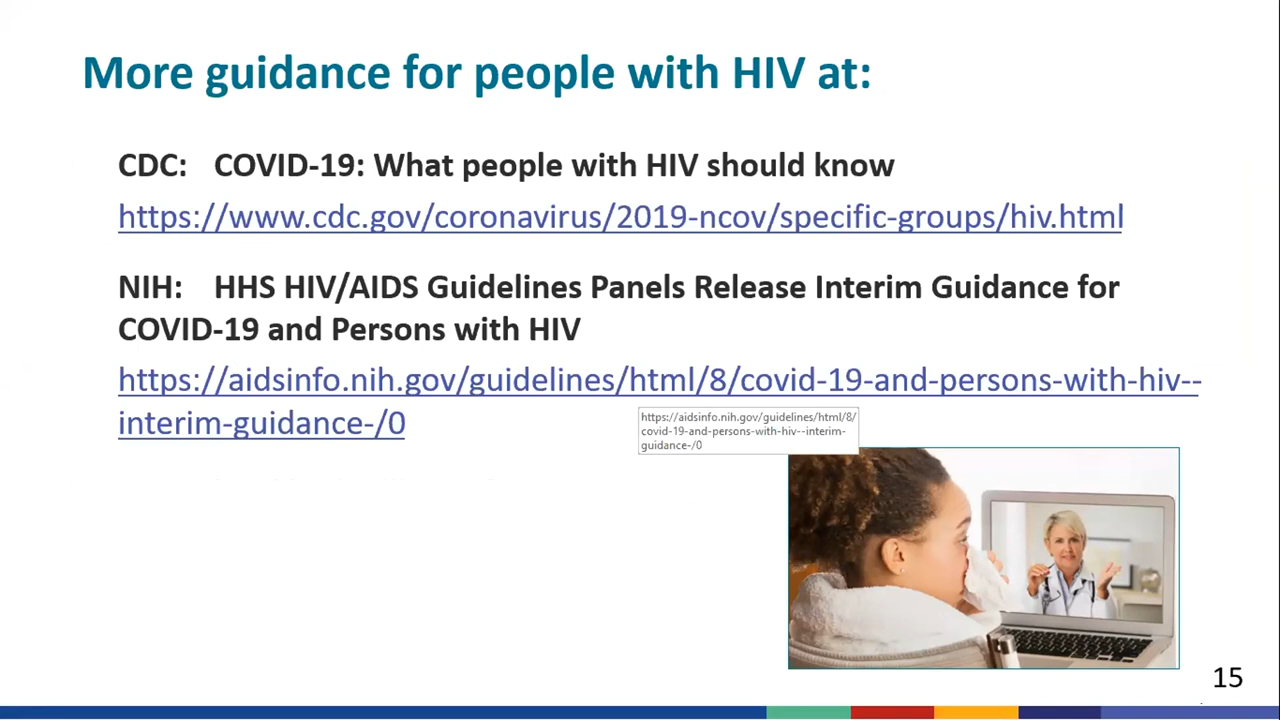 More guidance for people with HIV at:
CDC: COVID-19: What people with HIV should know
https://www.cdc.gov/coronavirus/2019-ncov/specific-groups/hiv.html
NIH: HHS HIV/AIDS Guidelines Panels Release Interim Guidance for
COVID-19 and Persons with HIV
https://aidsinfo.nih.gov/guidelines/html/8/covid-19-and-persons-with-hiv--
interim-guidance-/0
https://aidsinfo.nih.gov/guidelines/html/8/
covid-19-and-persons-with-hiv--interim-
guidance-/0
15